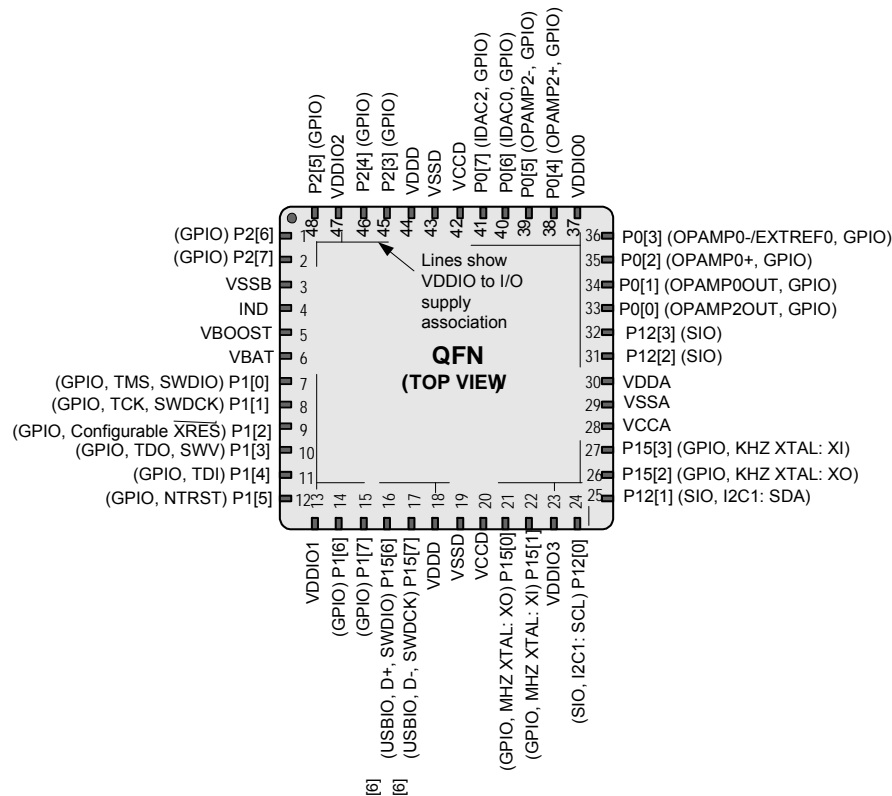 P2[5] (GPIO)
VDDIO2
P2[4] (GPIO)
P2[3] (GPIO)
VDDD
VSSD
VCCD
P0[7] (IDAC2, GPIO)
P0[6] (IDAC0, GPIO)
P0[5] (OPAMP2-, GPIO)
P0[4] (OPAMP2+, GPIO)
VDDIO0
48
47
46
45
44
43
42
41
40
39
38
37
(GPIO) P2[6] 1
(GPIO) P2[7] 2
VSSB 3
IND 4
VBOOST 5
VBAT 6
(GPIO, TMS, SWDIO) P1[0] 7
(GPIO, TCK, SWDCK) P1[1] 8
(GPIO, Configurable XRES) P1[2] 9
(GPIO, TDO, SWV) P1[3] 10
(GPIO, TDI) P1[4] 11
(GPIO, NTRST) P1[5] 12
Lines show
VDDIO to I/O
supply
association
QFN
(TOP VIEW)
36 P0[3] (OPAMP0-/EXTREF0, GPIO)
35 P0[2] (OPAMP0+, GPIO)
34 P0[1] (OPAMP0OUT, GPIO)
33 P0[0] (OPAMP2OUT, GPIO)
32 P12[3] (SIO)
31 P12[2] (SIO)
30 VDDA
29 VSSA
28 VCCA
27 P15[3] (GPIO, KHZ XTAL: XI)
26 P15[2] (GPIO, KHZ XTAL: XO)
25 P12[1] (SIO, I2C1: SDA)
13
14
15
16
17
18
19
20
21
22
23
24
VDDIO1
(GPIO) P1[6]
(GPIO) P1[7]
(USBIO, D+, SWDIO) P15[6]
(USBIO, D-, SWDCK) P15[7]
VDDD
VSSD
VCCD
(GPIO, MHZ XTAL: XO) P15[0]
(GPIO, MHZ XTAL: XI) P15[1]
VDDIO3
(SIO, I2C1: SCL) P12[0]
[6]
[6]